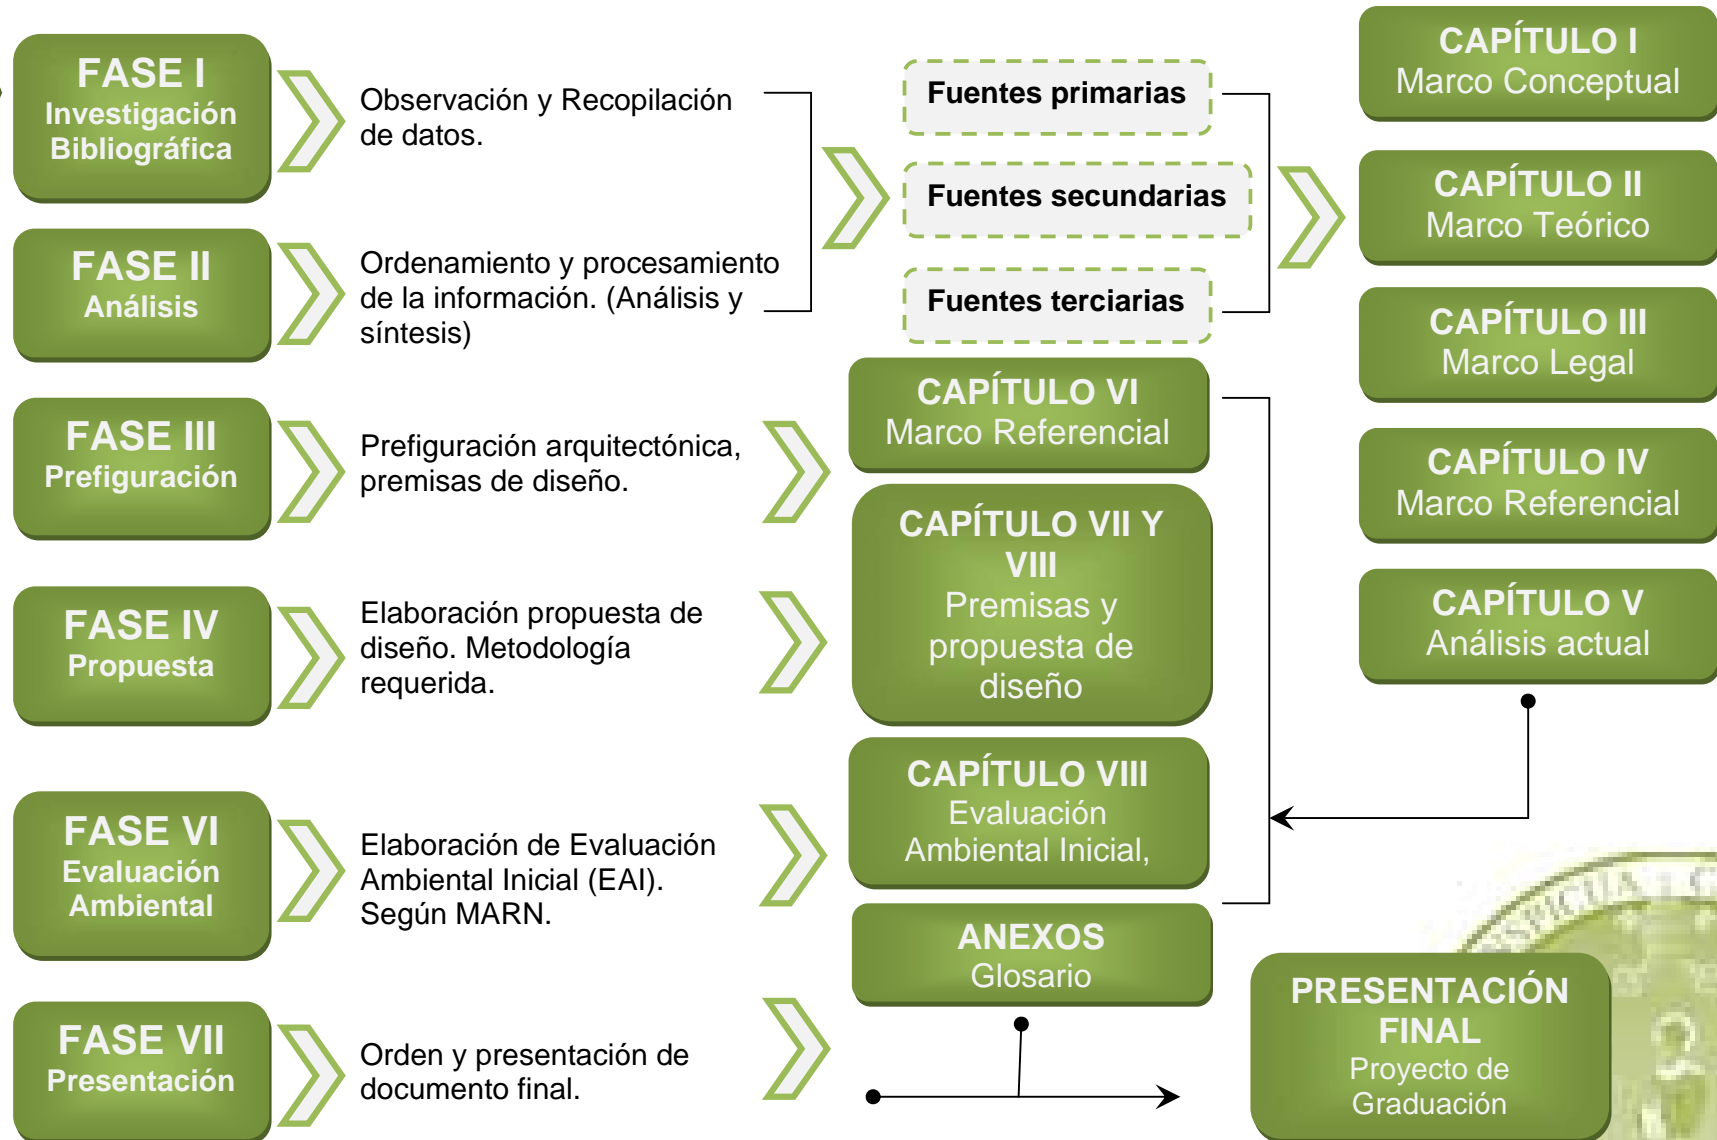 FASE I
Investigación
Bibliográfica
Observación y Recopilación
de datos.
FASE II
Análisis
Ordenamiento y procesamiento
de la información. (Análisis y
síntesis)
Fuentes primarias
Fuentes secundarias
Fuentes terciarias
CAPÍTULO I
Marco Conceptual
CAPÍTULO II
Marco Teórico
CAPÍTULO III
Marco Legal
CAPÍTULO IV
Marco Referencial
CAPÍTULO V
Análisis actual
FASE III
Prefiguración
Prefiguración arquitectónica,
premisas de diseño.
CAPÍTULO VI
Marco Referencial
FASE IV
Propuesta
Elaboración propuesta de
diseño. Metodología
requerida.
CAPÍTULO VII Y
VIII
Premisas y
propuesta de
diseño
FASE VI
Evaluación
Ambiental
Elaboración de Evaluación
Ambiental Inicial (EAI).
Según MARN.
CAPÍTULO VIII
Evaluación
Ambiental Inicial,
ANEXOS
Glosario
FASE VII
Presentación
Orden y presentación de
documento final.
PRESENTACIÓN
FINAL
Proyecto de
Graduación